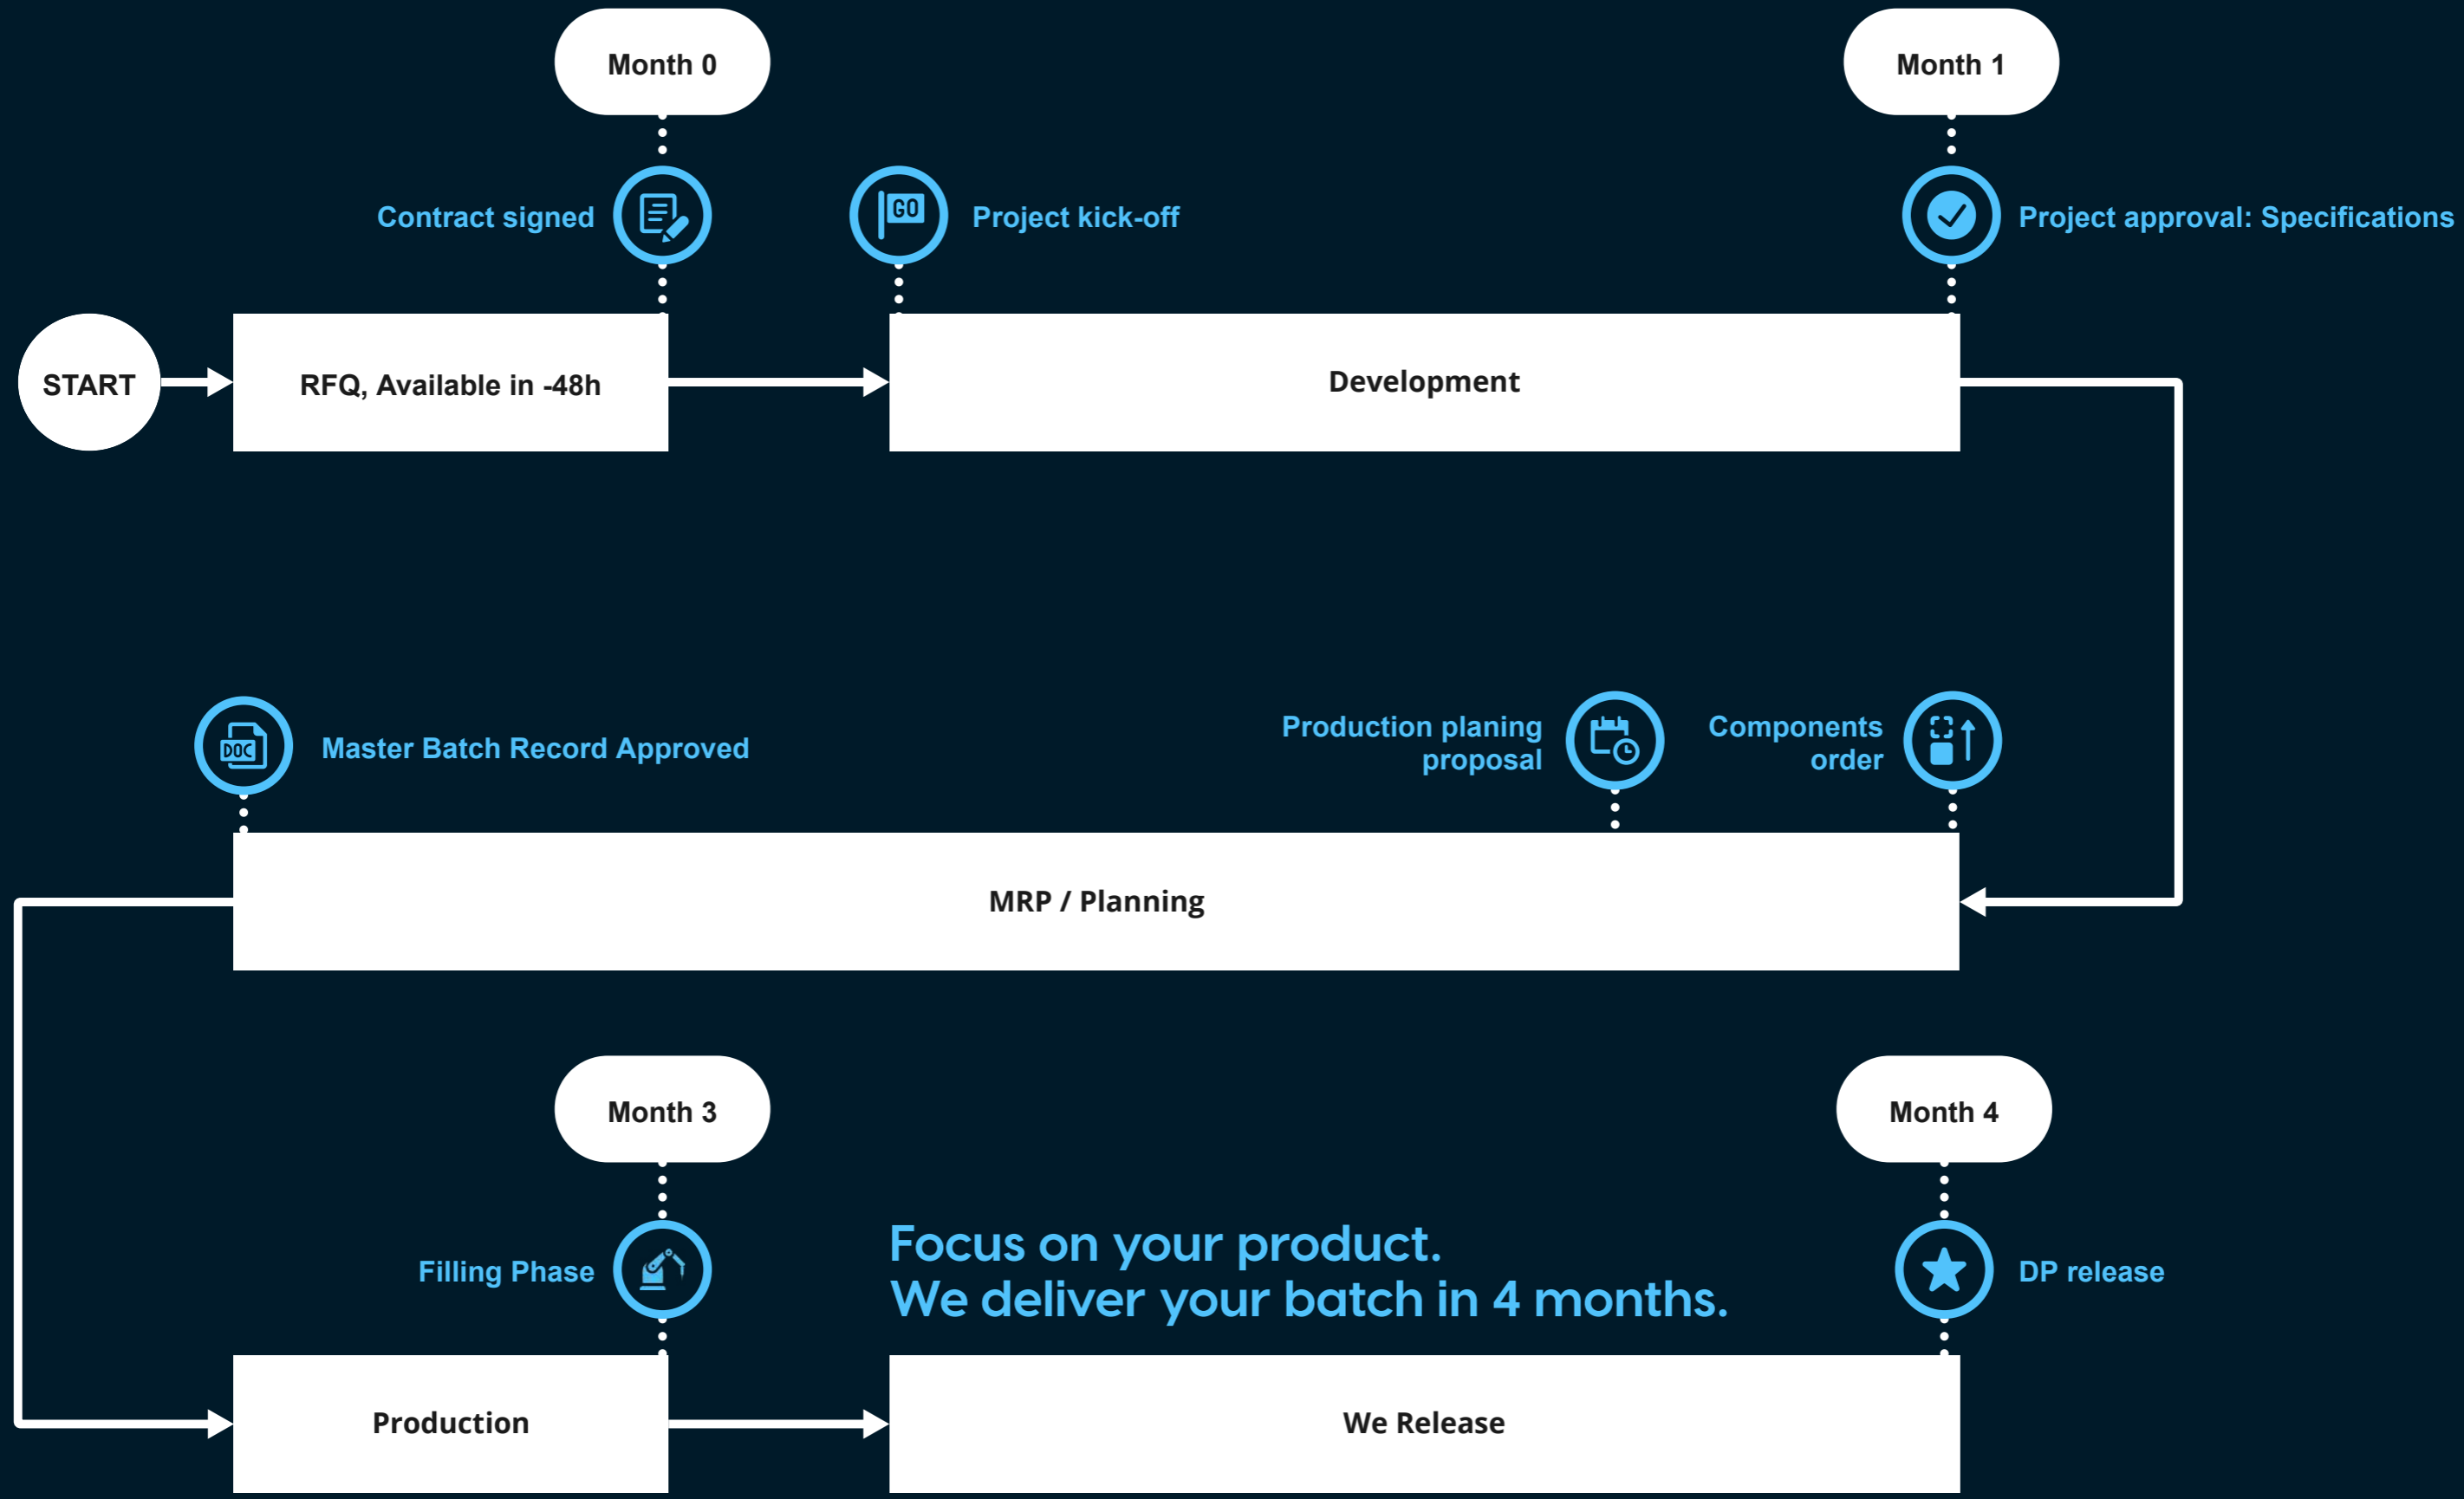 Month 0
Month 1
Contract signed
GO
Project kick-off
Project approval: Specifications
START
RFQ, Available in -48h
Development
DOC
Master Batch Record Approved
Production planing
proposal
Components
order
MRP / Planning
Month 3
Month 4
Filling Phase
Focus on your product.
We deliver your batch in 4 months.
DP release
Production
We Release